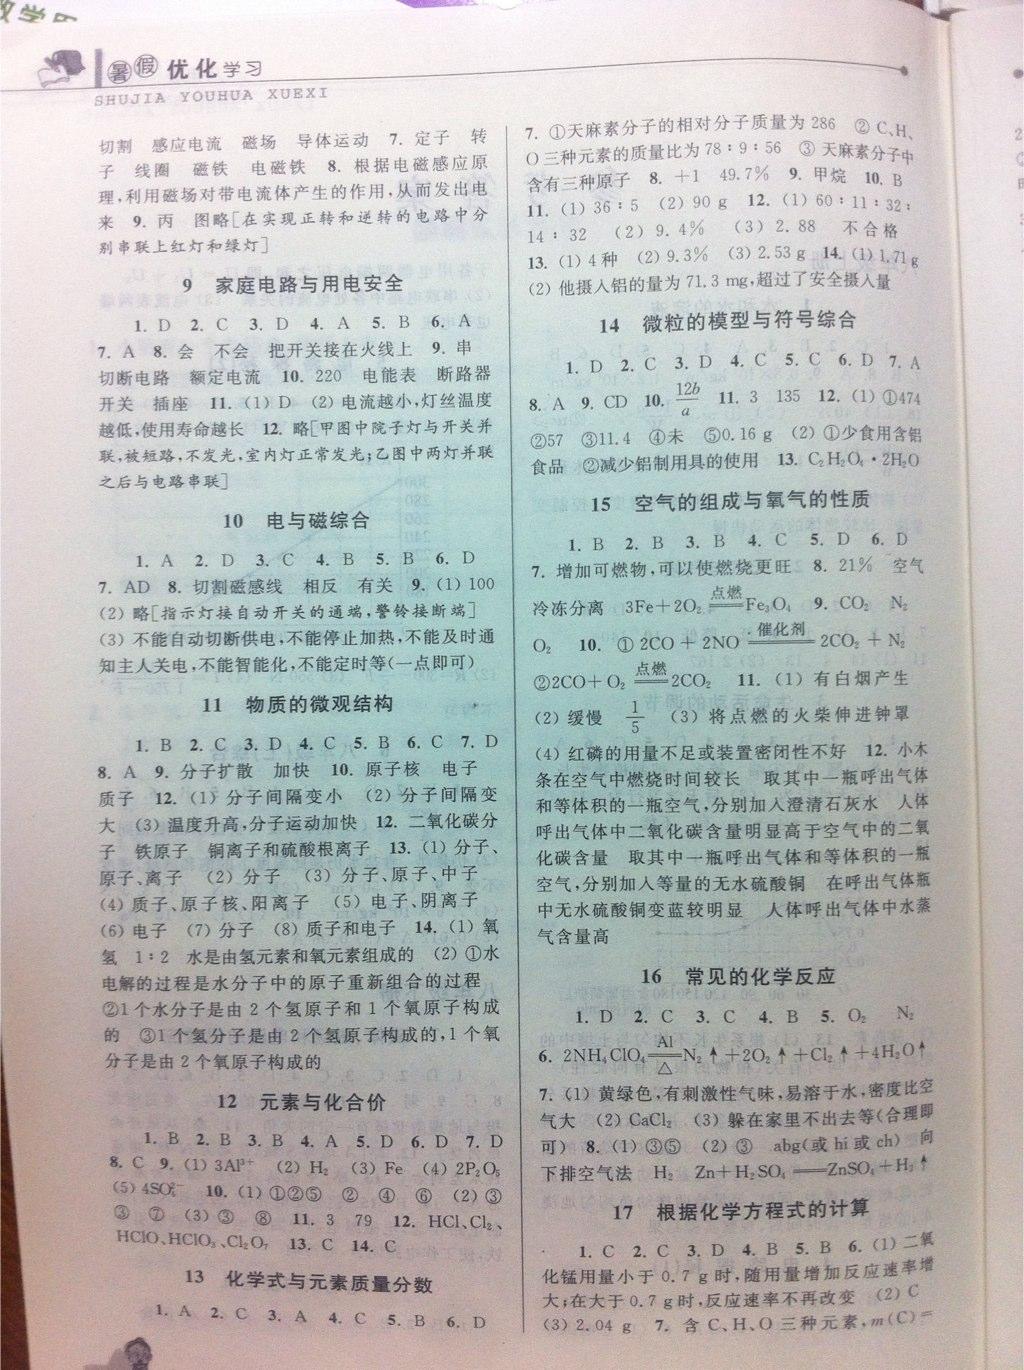 数学
暑假 优化学习
SHUJIA YOUHUA XUEXI
切割 感应电流 磁场 导体运动 7. 定子 转
子 线圈 磁铁 电磁铁 8. 根据电磁感应原
理,利用磁场对带电流体产生的作用,从而发出电
来 9. 丙 图略[在实现正转和逆转的电路中分
别串联上红灯和绿灯]
9 家庭电路与用电安全
1. D 2. C 3. D 4. A 5. B 6. A
7. A 8. 会 不会 把开关接在火线上 9. 串
切断电路 额定电流 10. 220 电能表 断路器
开关 插座 11. (1) D (2) 电流越小,灯丝温度
越低,使用寿命越长 12. 略[甲图中院子灯与开关并
联,被短路,不发光,室内灯正常发光;乙图中两灯并联
之后与电路串联]
10 电与磁综合
1. A 2. D 3. C 4. B 5. B 6. D
7. AD 8. 切割磁感线 相反 有关 9. (1) 100
(2) 略[指示灯接自动开关的通端,警铃接断端]
(3) 不能自动切断供电,不能停止加热,不能及时通
知主人关电,不能智能化,不能定时等(一点即可)
11 物质的微观结构
1. B 2. C 3. D 4. C 5. B 6. C 7. D
8. A 9. 分子扩散 加快 10. 原子核 电子
质子 12. (1) 分子间隔变小 (2) 分子间隔变
大 (3) 温度升高,分子运动加快 12. 二氧化碳分
子 铁原子 铜离子和硫酸根离子 13. (1) 分子、
原子、离子 (2) 分子 (3) 分子、原子、中子
(4) 质子、原子核、阳离子 (5) 电子、阴离子
(6) 电子 (7) 分子 (8) 质子和电子 14. (1) 氧
氢 1∶2 水是由氢元素和氧元素组成的 (2) ①水
电解的过程是水分子中的原子重新组合的过程
②1个水分子是由2个氢原子和1个氧原子构成
的 ③1个氢分子是由2个氢原子构成的,1个氧
分子是由2个氧原子构成的
12 元素与化合价
1. B 2. B 3. B 4. A 5. D 6. D 7. D
8. C 9. (1) 3Al³⁺ (2) H₂ (3) Fe (4) 2P₂O₅
(5) 4SO₄²⁻ 10. (1) ①②⑤ ② ④ ⑥ (2) ③
③ ⑦ (3) ③ ⑧ 11. 3 79 12. HCl、Cl₂、
HClO、HClO₃、Cl₂O₇ 13. C 14. C
13 化学式与元素质量分数
1. A 2. C 3. A 4. C 5. B 6. D
7. ①天麻素分子的相对分子质量为286 ② C、H、
O三种元素的质量比为78∶9∶56 ③ 天麻素分子中
含有三种原子 8. +1 49.7% 9. 甲烷 10. B
11. (1) 36∶5 (2) 90 g 12. (1) 60∶11∶32∶
14∶32 (2) 9.4% (3) 2.88 不合格
13. (1) 4种 (2) 9.3% (3) 2.53 g 14. (1) 1.71 g
(2) 他摄入铝的量为71.3 mg,超过了安全摄入量
14 微粒的模型与符号综合
1. D 2. C 3. D 4. C 5. C 6. D 7. A
8. A 9. CD 10. 12b/a 11. 3 135 12. (1) ①474
②57 ③11.4 ④未 ⑤0.16 g (2) ①少食用含铝
食品 ②减少铝制用具的使用 13. C₂H₂O₄·2H₂O
15 空气的组成与氧气的性质
1. B 2. B 3. B 4. C 5. D 6. D
7. 增加可燃物,可以使燃烧更旺 8. 21% 空气
冷冻分离 3Fe+2O₂ 点燃══ Fe₃O₄ 9. CO₂ N₂
O₂ 10. ① 2CO + 2NO 催化剂══ 2CO₂ + N₂
②2CO+O₂ 点燃══ 2CO₂ 11. (1) 有白烟产生
(2) 缓慢 1/5 (3) 将点燃的火柴伸进钟罩
(4) 红磷的用量不足或装置密闭性不好 12. 小木
条在空气中燃烧时间较长 取其中一瓶呼出气体
和等体积的一瓶空气,分别加入澄清石灰水 人体
呼出气体中二氧化碳含量明显高于空气中的二氧
化碳含量 取其中一瓶呼出气体和等体积的一瓶
空气,分别加入等量的无水硫酸铜 在呼出气体瓶
中无水硫酸铜变蓝较明显 人体呼出气体中水蒸
气含量高
16 常见的化学反应
1. D 2. C 3. C 4. B 5. O₂ N₂
6. 2NH₄ClO₄ Al══△ N₂↑+2O₂↑+Cl₂↑+4H₂O↑
7. (1) 黄绿色,有刺激性气味,易溶于水,密度比空
气大 (2) CaCl₂ (3) 躲在家里不出去等(合理即
可) 8. (1) ③⑤ (2) ③ abg(或 hi 或 ch) 向
下排空气法 H₂ Zn+H₂SO₄══ZnSO₄+H₂↑
17 根据化学方程式的计算
1. C 2. C 3. D 4. B 5. B 6. (1) 二氧
化锰用量小于0.7 g时,随用量增加反应速率增
大;在大于0.7 g时,反应速率不再改变 (2) C
(3) 2.04 g 7. 含C、H、O三种元素,m(C)=